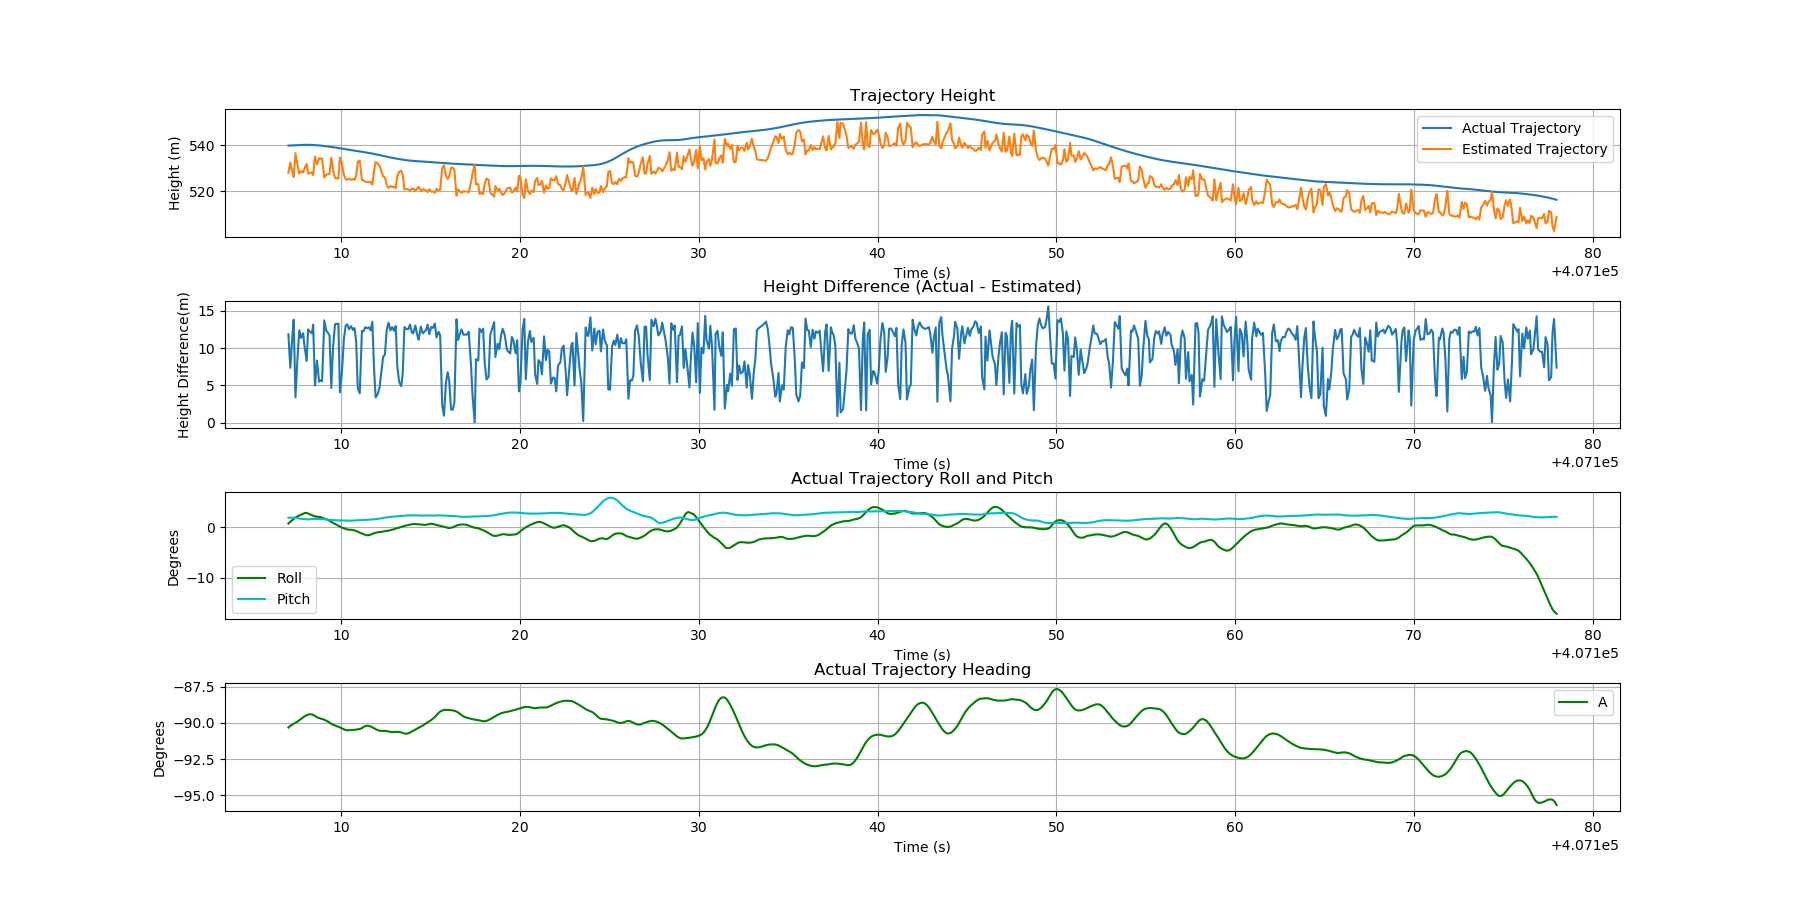 Trajectory Height
Height (m)
540
520
Actual Trajectory
Estimated Trajectory
10 20 30 40 50 60 70 80
Time (s)
+4.071e5
Height Difference (Actual - Estimated)
Height Difference(m)
15
10
5
0
10 20 30 40 50 60 70 80
Time (s)
+4.071e5
Actual Trajectory Roll and Pitch
Degrees
0
−10
Roll
Pitch
10 20 30 40 50 60 70 80
Time (s)
+4.071e5
Actual Trajectory Heading
Degrees
−87.5
−90.0
−92.5
−95.0
A
10 20 30 40 50 60 70 80
Time (s)
+4.071e5